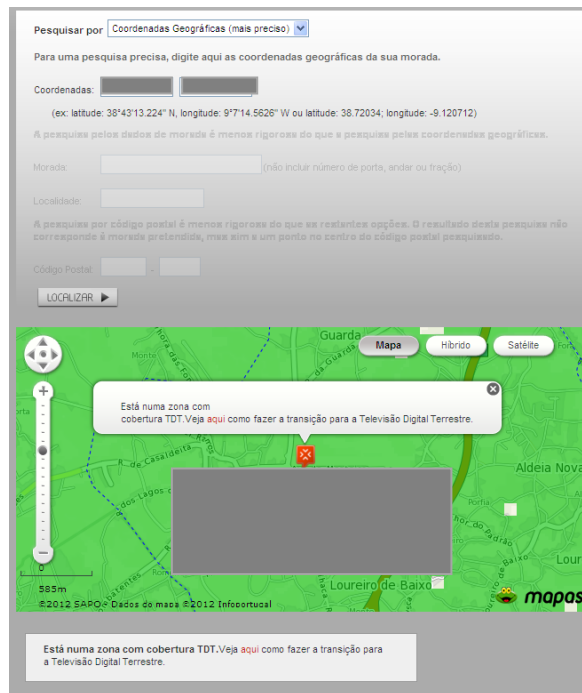 Pesquisar por Coordenadas Geográficas (mais preciso)
Para uma pesquisa precisa, digite aqui as coordenadas geográficas da sua morada.
Coordenadas:
(ex: latitude: 38°43'13.224" N, longitude: 9°7'14.5626" W ou latitude: 38.72034; longitude: -9.120712)
A pesquisa pelos dados de morada é menos rigorosa do que a pesquisa pelas coordenadas geográficas.
Morada: (não incluir número de porta, andar ou fração)
Localidade:
A pesquisa por código postal é menos rigorosa do que as restantes opções. O resultado desta pesquisa não
corresponde à morada pretendida, mas sim a um ponto no centro do código postal pesquisado.
Código Postal: -
LOCALIZAR
Guarda
Mapa Híbrido Satélite
Monte
Está numa zona com
cobertura TDT.Veja aqui como fazer a transição para a Televisão Digital Terrestre.
R. de Casaldeita
Aldeia Nova
dos Lagos
Porfia
Padrão
Loureiro de Baixo
0
585m
©2012 SAPO - Dados do mapa ©2012 Infoportugal
mapas
Está numa zona com cobertura TDT.Veja aqui como fazer a transição para
a Televisão Digital Terrestre.